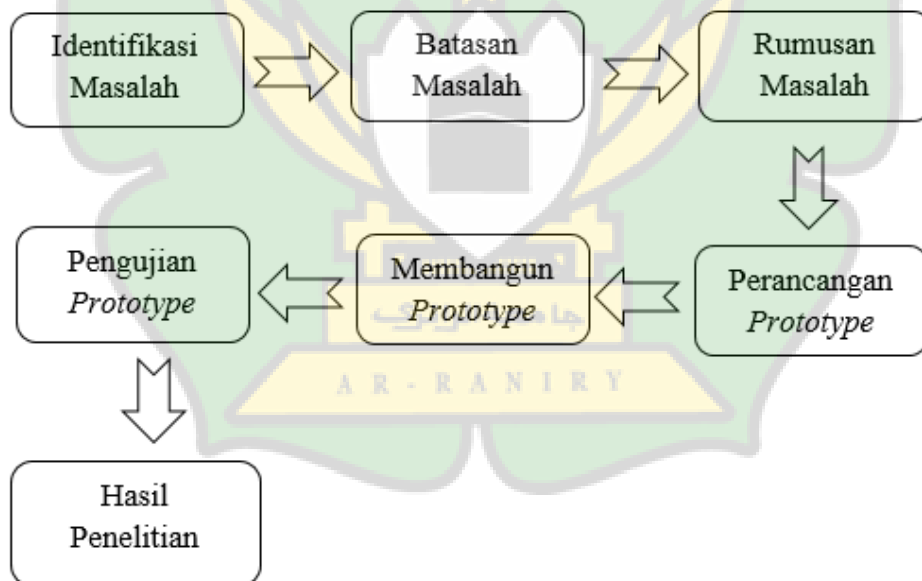 Identifikasi
Masalah
Batasan
Masalah
Rumusan
Masalah
Perancangan
Prototype
Membangun
Prototype
Pengujian
Prototype
Hasil
Penelitian
A R - R A N I R Y